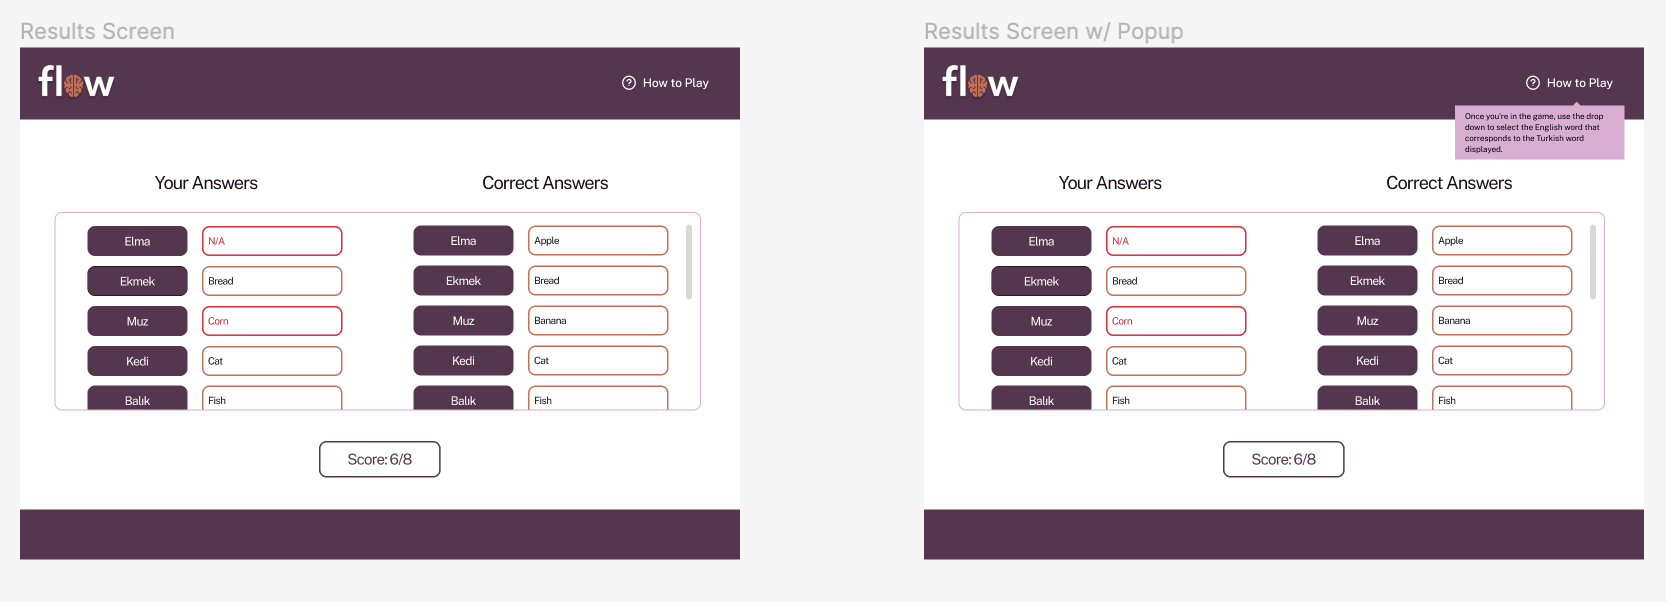 Results Screen
flow
How to Play
Your Answers
Correct Answers
Elma
N/A
Elma
Apple
Ekmek
Bread
Ekmek
Bread
Muz
Corn
Muz
Banana
Kedi
Cat
Kedi
Cat
Balık
Fish
Balık
Fish
Score: 6/8
Results Screen w/ Popup
flow
How to Play
Once you're in the game, use the drop
down to select the English word that
corresponds to the Turkish word
displayed.
Your Answers
Correct Answers
Elma
N/A
Elma
Apple
Ekmek
Bread
Ekmek
Bread
Muz
Corn
Muz
Banana
Kedi
Cat
Kedi
Cat
Balık
Fish
Balık
Fish
Score: 6/8